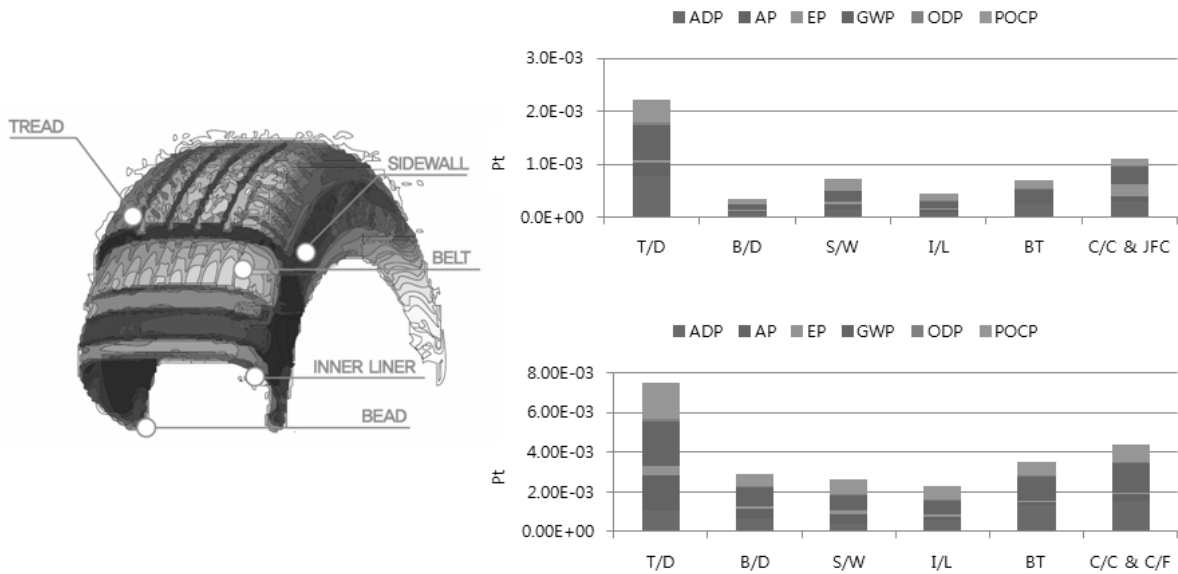 TREAD
SIDEWALL
BELT
INNER LINER
BEAD
ADP AP EP GWP ODP POCP
3.0E-03
2.0E-03
1.0E-03
0.0E+00
Pt
T/D B/D S/W I/L BT C/C & JFC
ADP AP EP GWP ODP POCP
8.00E-03
6.00E-03
4.00E-03
2.00E-03
0.00E+00
Pt
T/D B/D S/W I/L BT C/C & C/F